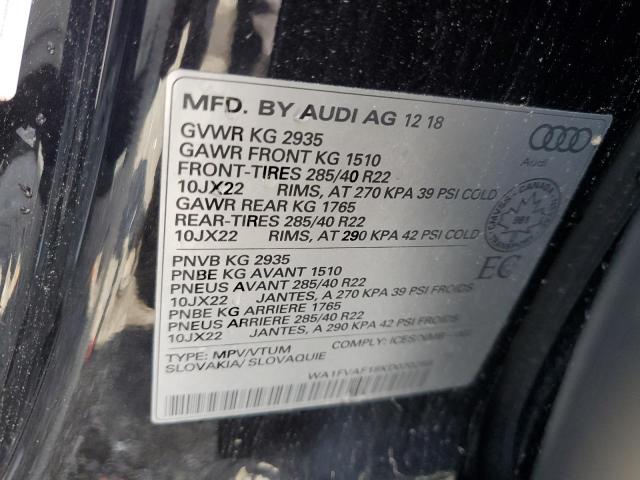 MFD. BY AUDI AG 12 18
GVWR KG 2935
GAWR FRONT KG 1510
FRONT-TIRES 285/40 R22
10JX22 RIMS, AT 270 KPA 39 PSI COLD
GAWR REAR KG 1765
REAR-TIRES 285/40 R22
10JX22 RIMS, AT 290 KPA 42 PSI COLD
Audi
CANADA
EC
PNVB KG 2935
PNBE KG AVANT 1510
PNEUS AVANT 285/40 R22
10JX22 JANTES, A 270 KPA 39 PSI FROIDS
PNBE KG ARRIERE 1765
PNEUS ARRIERE 285/40 R22
10JX22 JANTES, A 290 KPA 42 PSI FROIDS
TYPE: MPV/VTUM COMPLY/CONFORM:
SLOVAKIA/ SLOVAQUIE